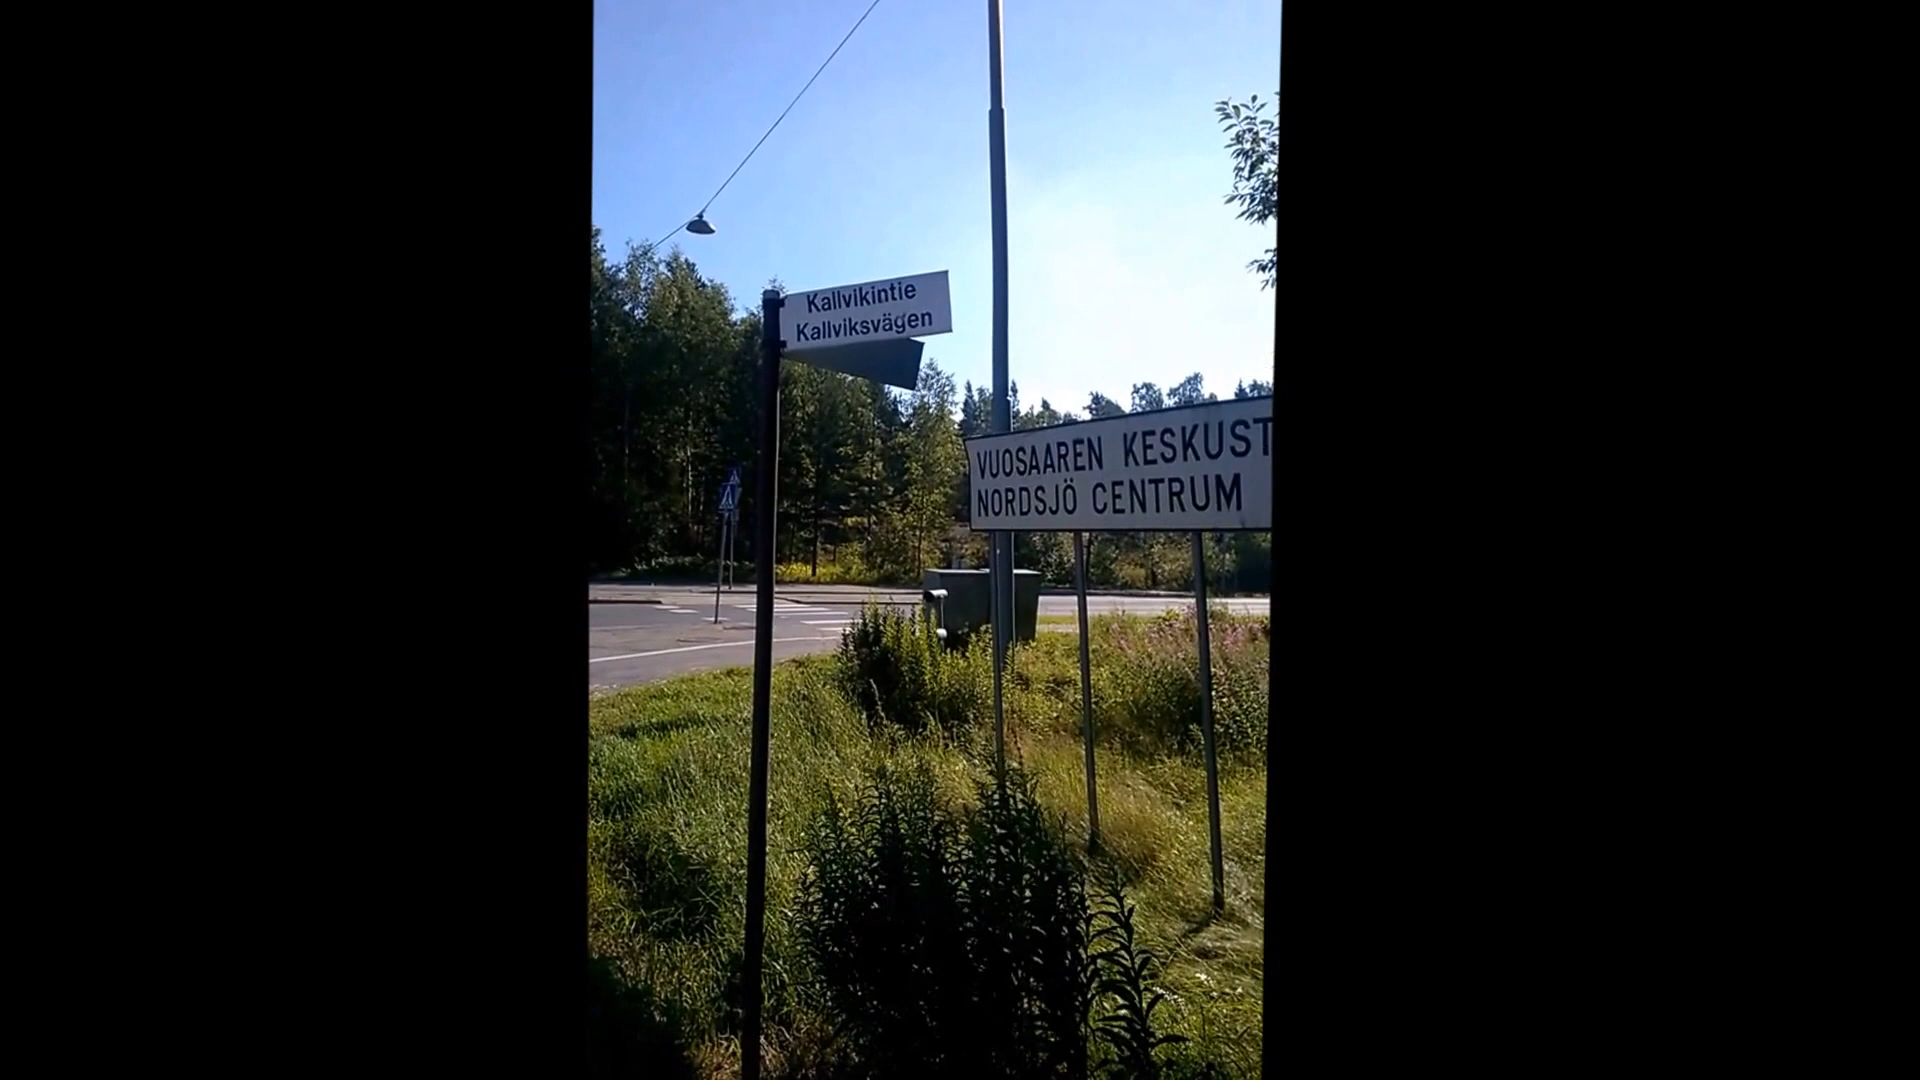 Kallvikintie
Kallviksvägen
VUOSAAREN KESKUST
NORDSJÖ CENTRUM